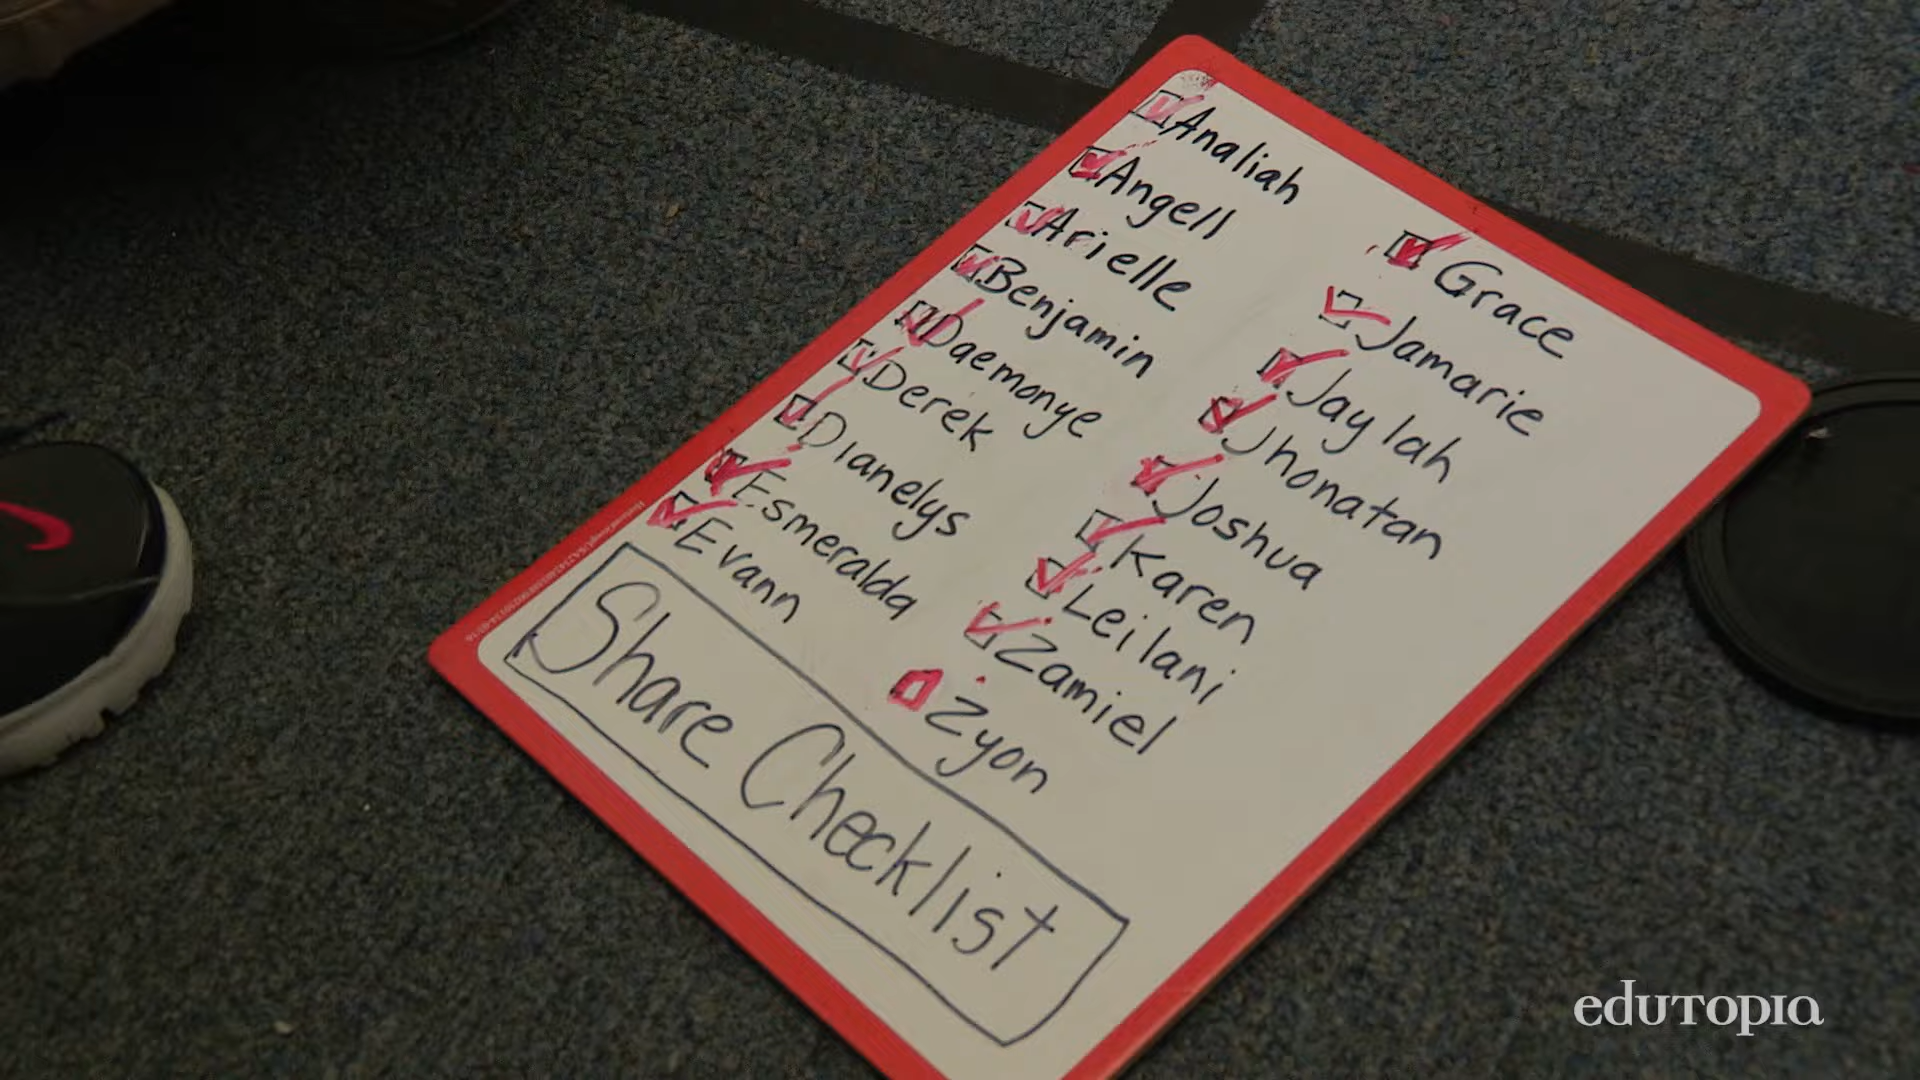 Analiah
Angell
Arielle
Benjamin
Daemonye
Derek
Dianelys
Esmeralda
Evann
Grace
Jamarie
Jaylah
Jhonatan
Joshua
Karen
Leilani
Zamiel
Zyon
Share Checklist
edutopia